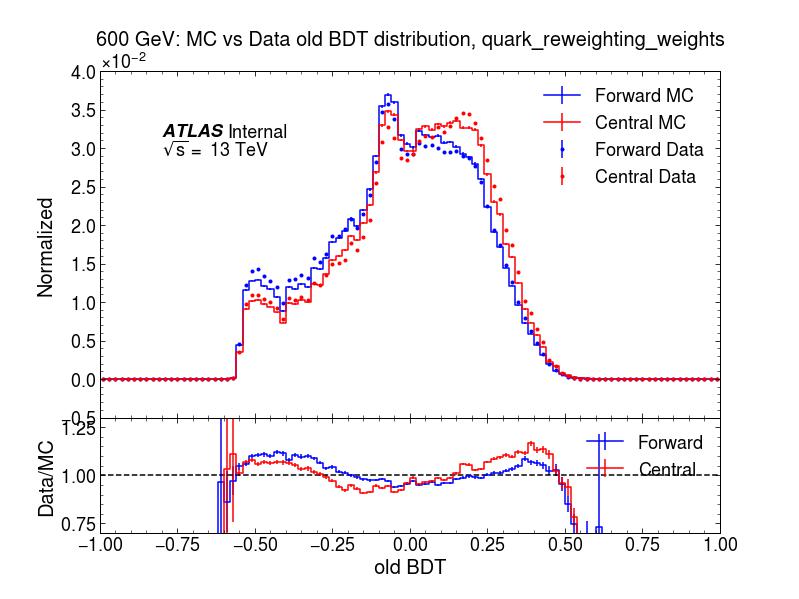 600 GeV: MC vs Data old BDT distribution, quark_reweighting_weights
×10⁻²
4.0
3.5
3.0
2.5
2.0
1.5
1.0
0.5
0.0
−0.5
Normalized
ATLAS Internal
√s = 13 TeV
Forward MC
Central MC
Forward Data
Central Data
1.25
1.00
0.75
Data/MC
Forward
Central
−1.00 −0.75 −0.50 −0.25 0.00 0.25 0.50 0.75 1.00
old BDT